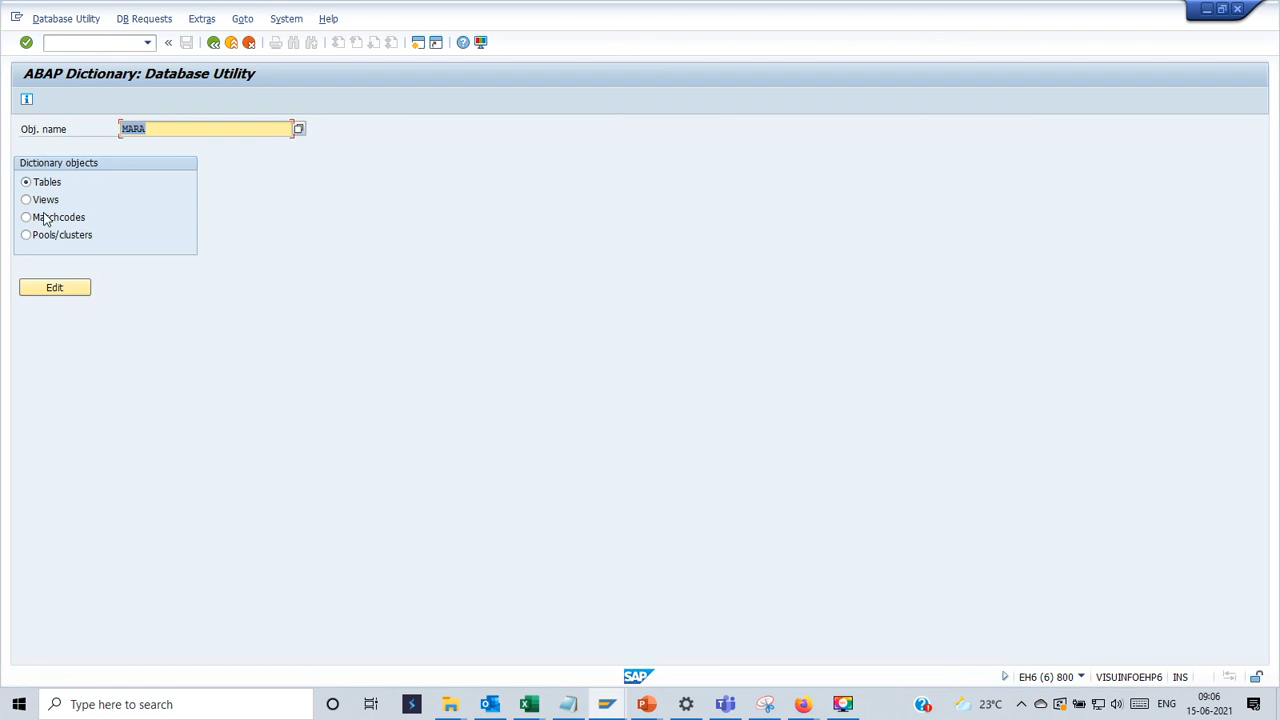 Database Utility DB Requests Extras Goto System Help
ABAP Dictionary: Database Utility
Obj. name MARA
Dictionary objects
Tables
Views
Matchcodes
Pools/clusters
Edit
SAP
EH6 (6) 800 VISUINFOEHP6 INS
Type here to search
23°C
ENG
09:06
15-06-2021